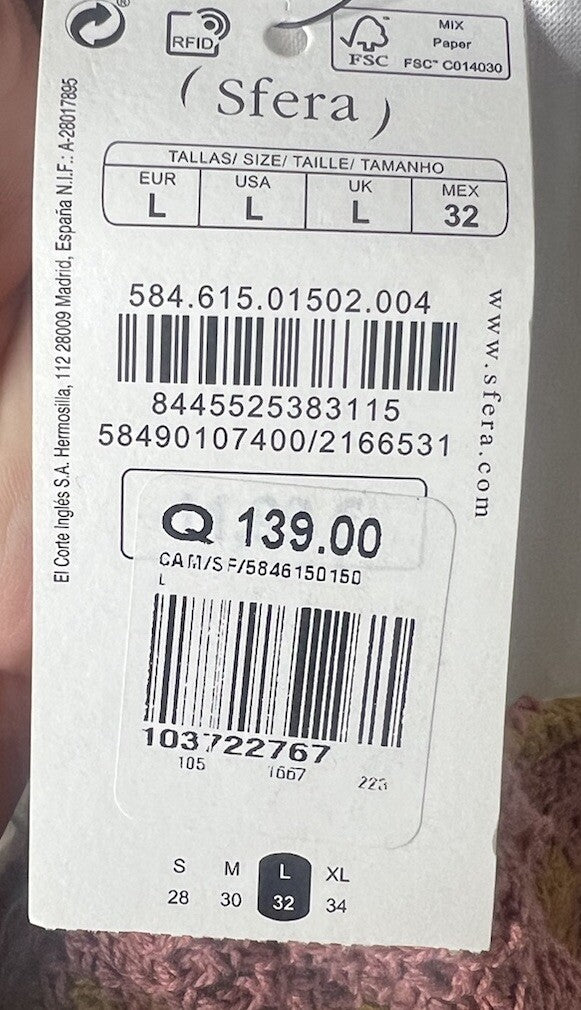 ®
RFID
FSC
MIX
Paper
FSC™ C014030
( Sfera )
TALLAS/ SIZE/ TAILLE/ TAMANHO
EUR USA UK MEX
L L L 32
584.615.01502.004
8445525383115
58490107400/2166531
Q 139.00
CAM/SF/5846150150
L
103722767
105 1667 223
S M L XL
28 30 32 34
El Corte Inglés S.A. Hermosilla, 112 28009 Madrid, España N.I.F.: A-28017895
www.sfera.com